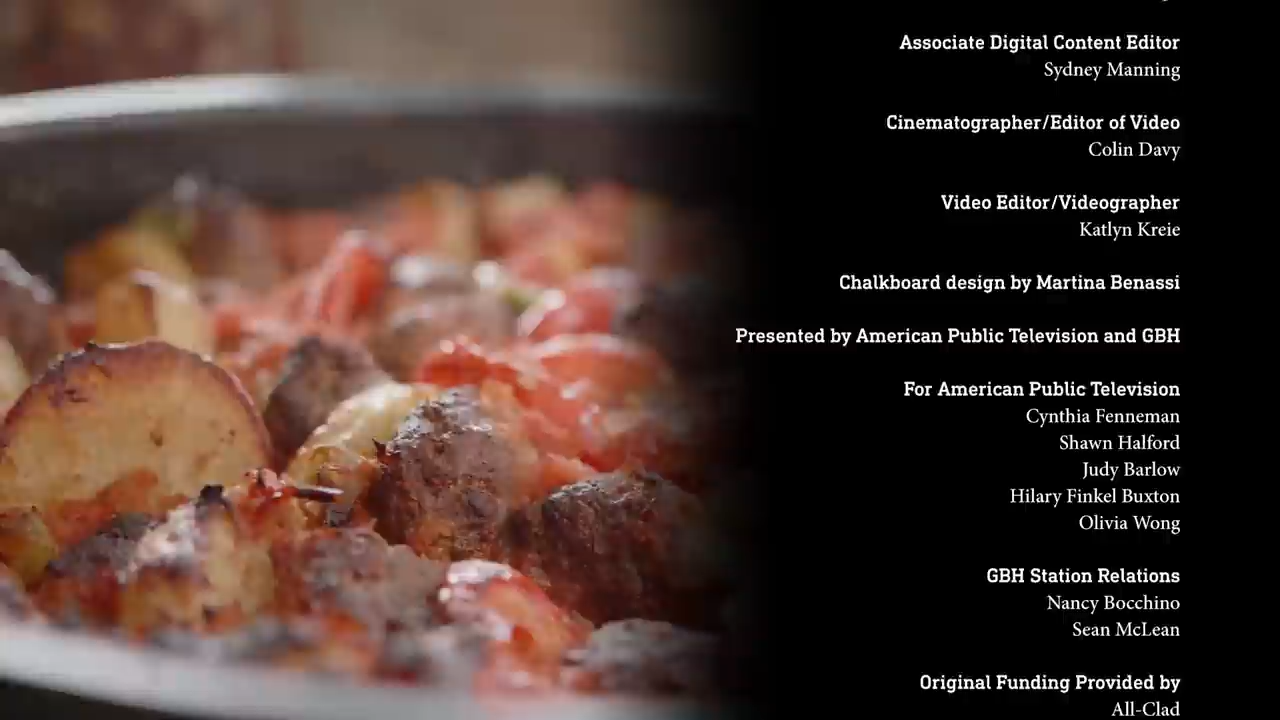 Associate Digital Content Editor
Sydney Manning
Cinematographer/Editor of Video
Colin Davy
Video Editor/Videographer
Katlyn Kreie
Chalkboard design by Martina Benassi
Presented by American Public Television and GBH
For American Public Television
Cynthia Fenneman
Shawn Halford
Judy Barlow
Hilary Finkel Buxton
Olivia Wong
GBH Station Relations
Nancy Bocchino
Sean McLean
Original Funding Provided by
All-Clad